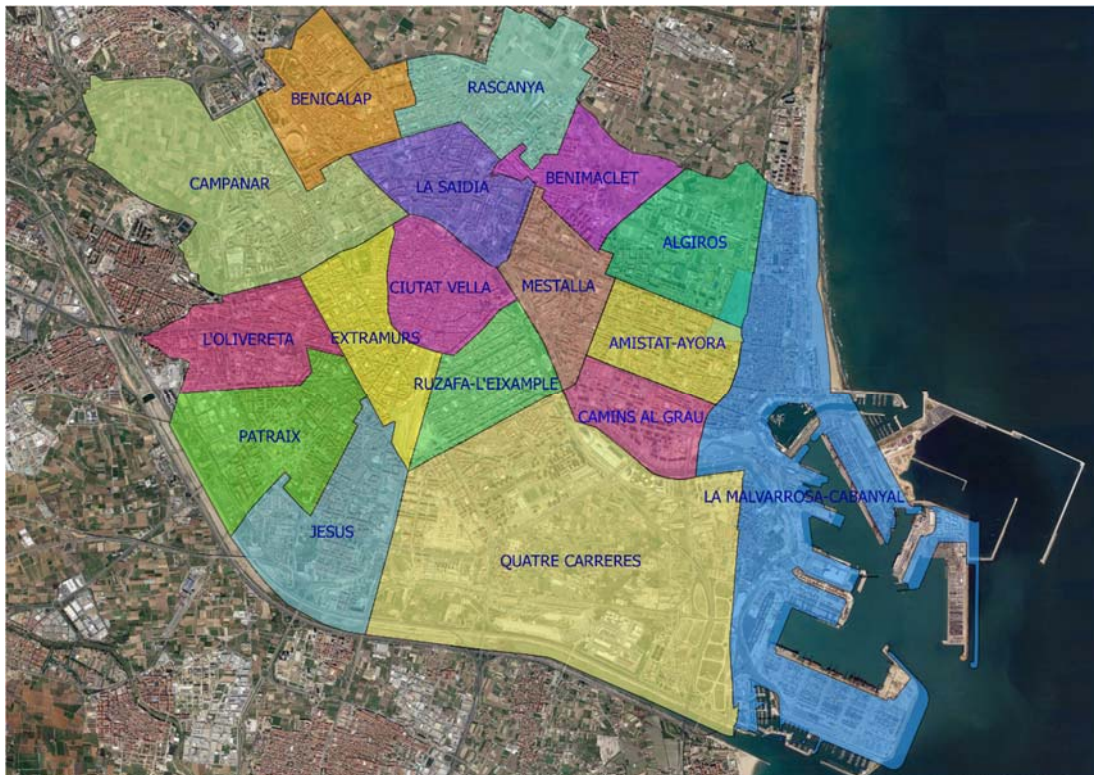 RASCANYA
BENICALAP
BENIMACLET
CAMPANAR
LA SAIDIA
ALGIROS
CIUTAT VELLA
MESTALLA
L'OLIVERETA
EXTRAMURS
AMISTAT-AYORA
RUZAFA-L'EIXAMPLE
CAMINS AL GRAU
PATRAIX
LA MALVARROSA-CABANYAL
JESUS
QUATRE CARRERES